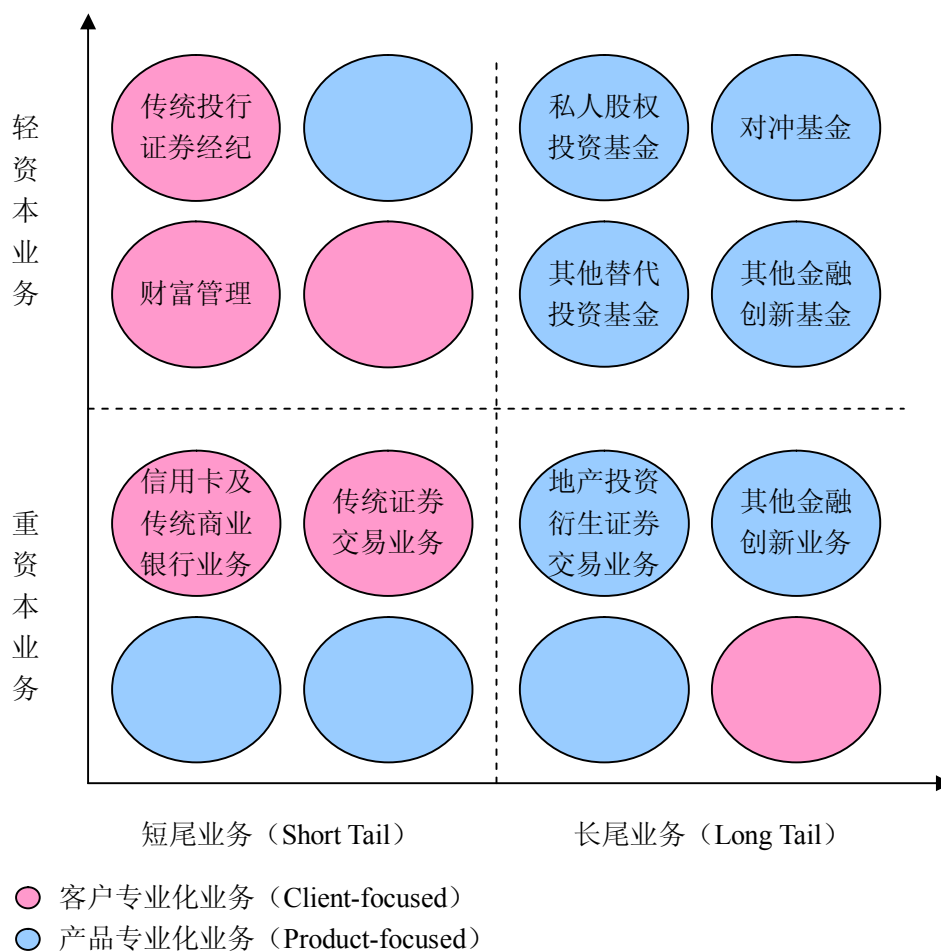 轻资本业务
传统投行
证券经纪
私人股权
投资基金
对冲基金
财富管理
其他替代
投资基金
其他金融
创新基金
重资本业务
信用卡及
传统商业
银行业务
传统证券
交易业务
地产投资
衍生证券
交易业务
其他金融
创新业务
短尾业务（Short Tail）
长尾业务（Long Tail）
客户专业化业务（Client-focused）
产品专业化业务（Product-focused）